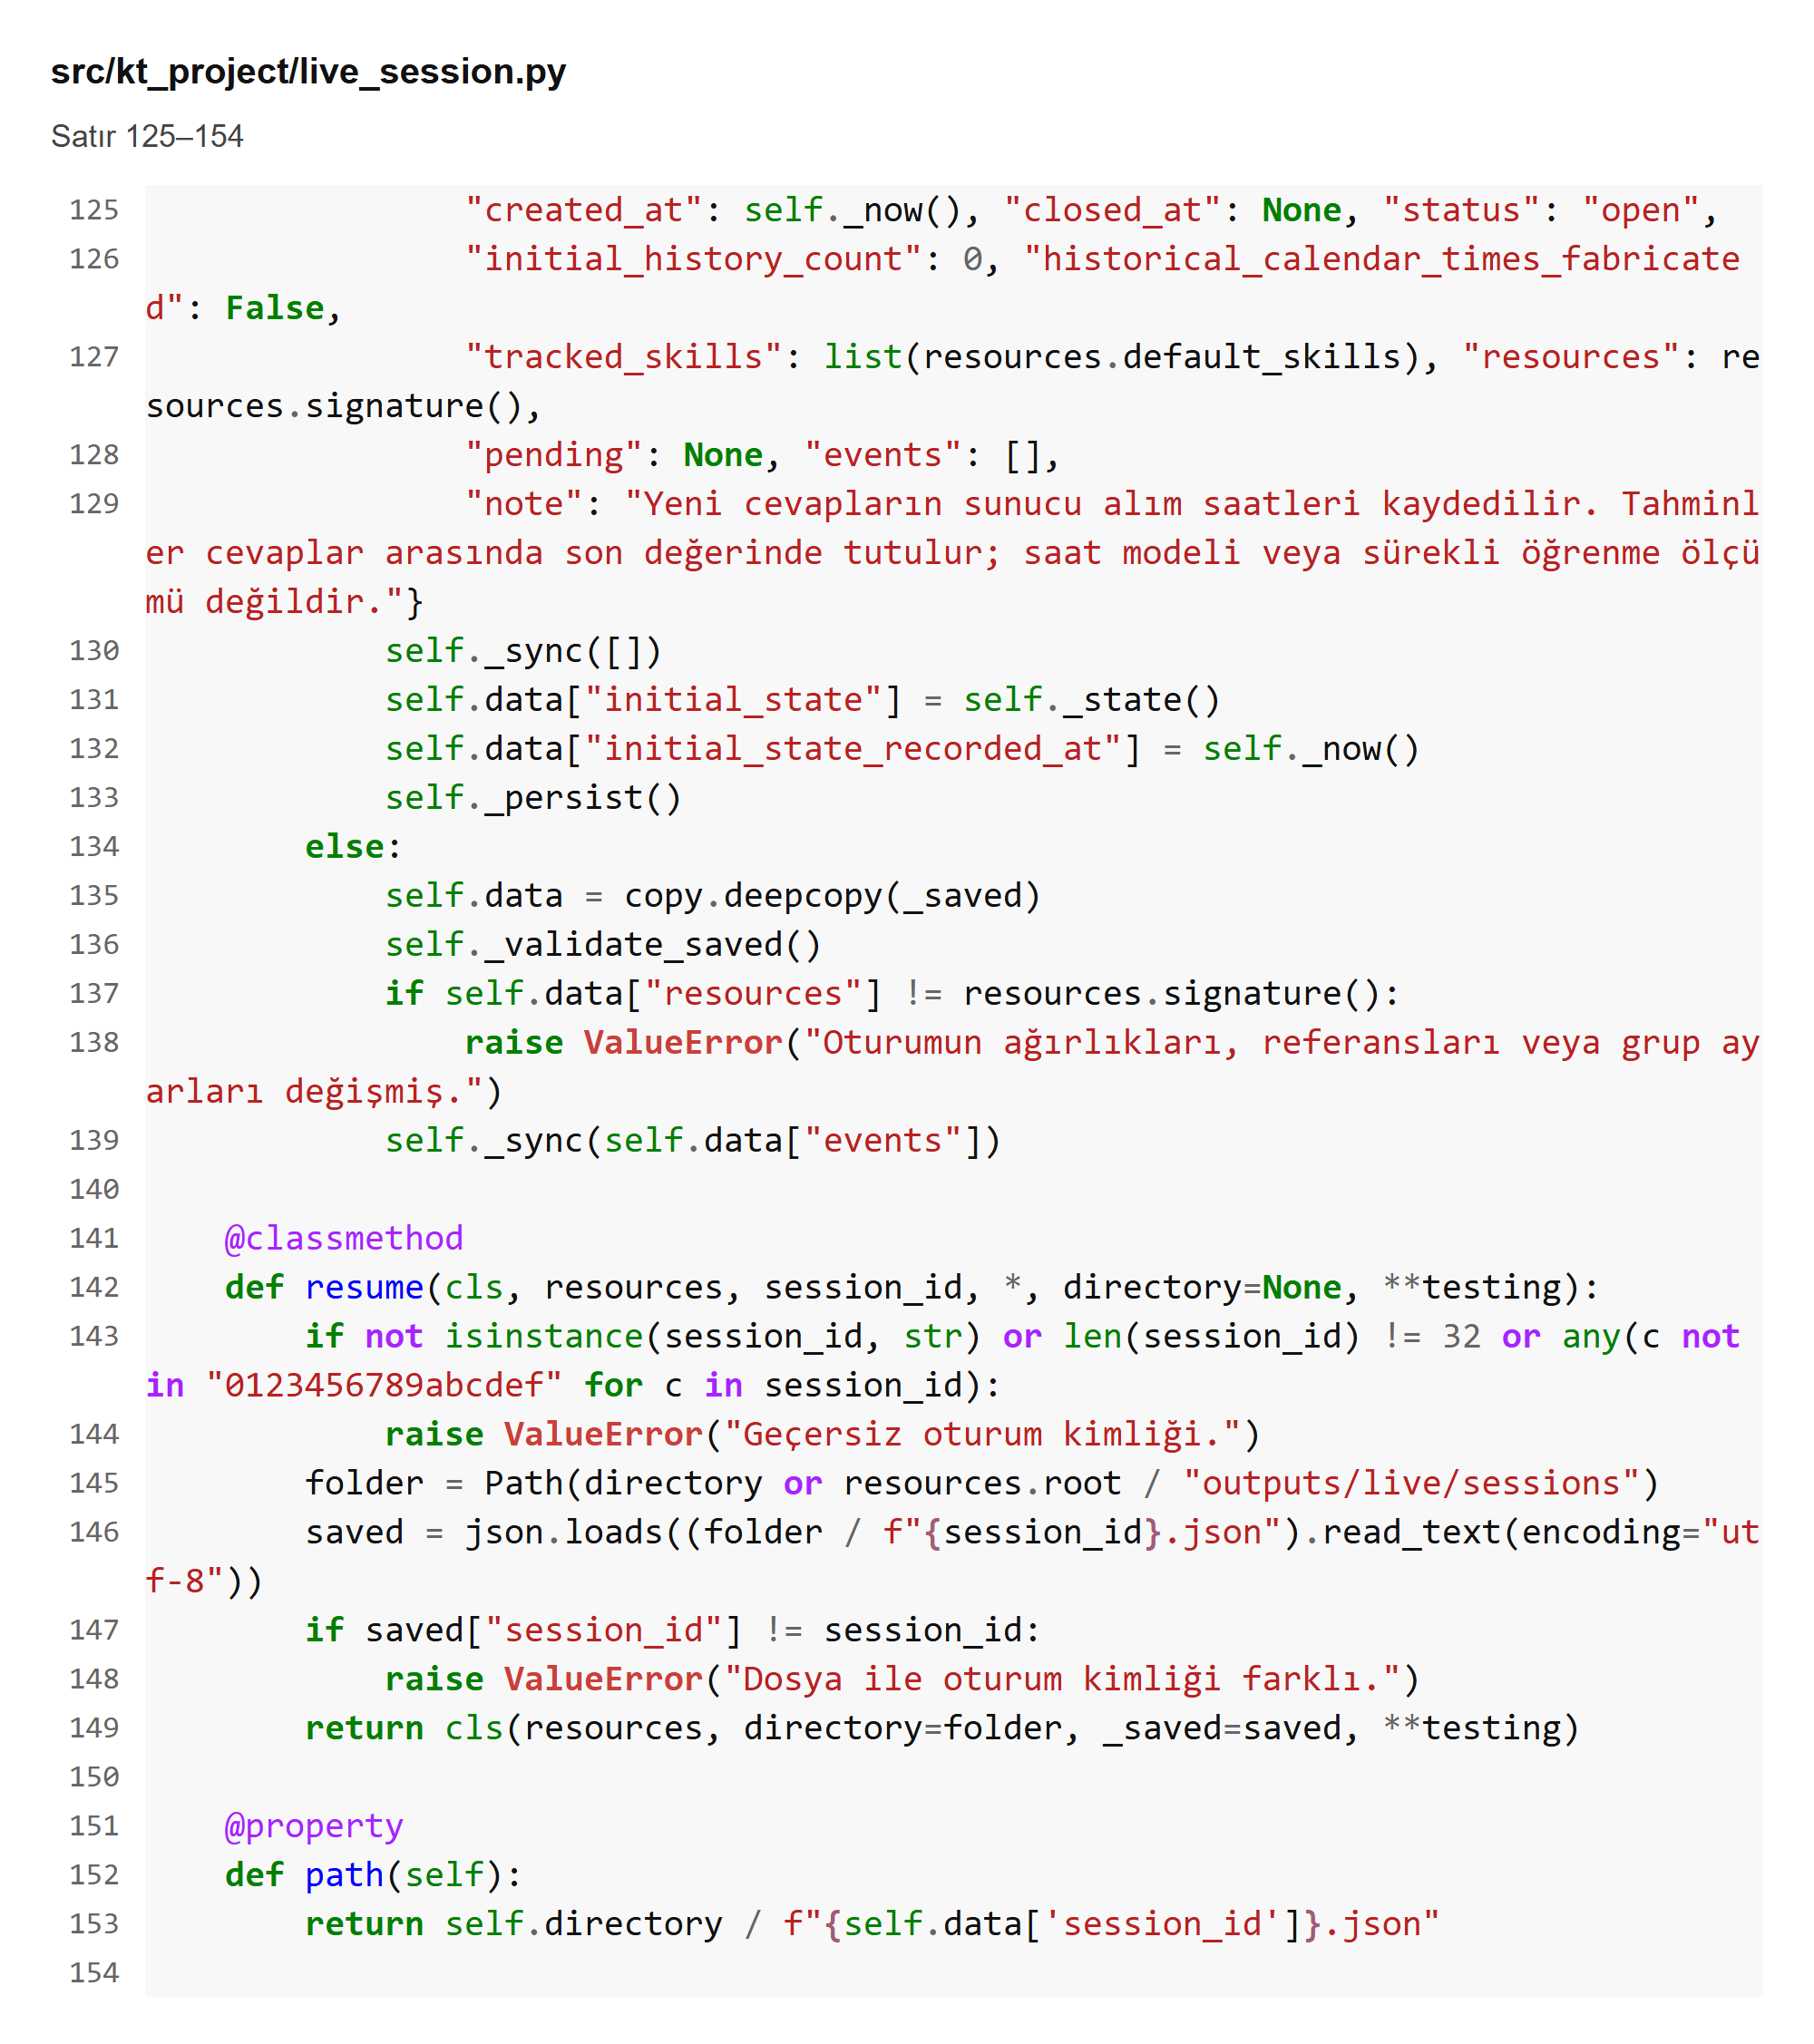 src/kt_project/live_session.py
Satır 125–154
125                 "created_at": self._now(), "closed_at": None, "status": "open",
126                 "initial_history_count": 0, "historical_calendar_times_fabricate
d": False,
127                 "tracked_skills": list(resources.default_skills), "resources": re
sources.signature(),
128                 "pending": None, "events": [],
129                 "note": "Yeni cevapların sunucu alım saatleri kaydedilir. Tahminl
er cevaplar arasında son değerinde tutulur; saat modeli veya sürekli öğrenme ölçü
mü değildir."}
130             self._sync([])
131             self.data["initial_state"] = self._state()
132             self.data["initial_state_recorded_at"] = self._now()
133             self._persist()
134         else:
135             self.data = copy.deepcopy(_saved)
136             self._validate_saved()
137             if self.data["resources"] != resources.signature():
138                 raise ValueError("Oturumun ağırlıkları, referansları veya grup ay
arları değişmiş.")
139             self._sync(self.data["events"])
140
141     @classmethod
142     def resume(cls, resources, session_id, *, directory=None, **testing):
143         if not isinstance(session_id, str) or len(session_id) != 32 or any(c not
in "0123456789abcdef" for c in session_id):
144             raise ValueError("Geçersiz oturum kimliği.")
145         folder = Path(directory or resources.root / "outputs/live/sessions")
146         saved = json.loads((folder / f"{session_id}.json").read_text(encoding="ut
f-8"))
147         if saved["session_id"] != session_id:
148             raise ValueError("Dosya ile oturum kimliği farklı.")
149         return cls(resources, directory=folder, _saved=saved, **testing)
150
151     @property
152     def path(self):
153         return self.directory / f"{self.data['session_id']}.json"
154